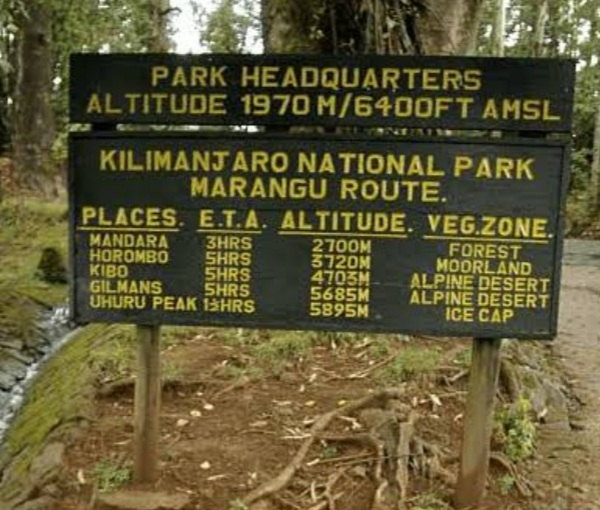 PARK HEADQUARTERS
ALTITUDE 1970 M/6400FT AMSL
KILIMANJARO NATIONAL PARK
MARANGU ROUTE.
PLACES. E.T.A. ALTITUDE. VEG.ZONE.
MANDARA 3HRS 2700M FOREST
HOROMBO 5HRS 3720M MOORLAND
KIBO 5HRS 4703M ALPINE DESERT
GILMANS 5HRS 5685M ALPINE DESERT
UHURU PEAK 1½HRS 5895M ICE CAP